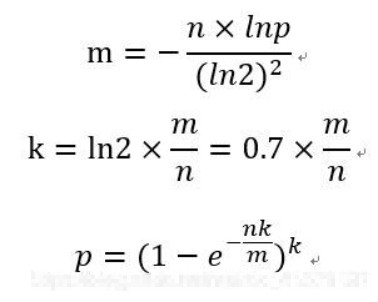 m = − n × lnp / (ln2)² ↵
k = ln2 × m/n = 0.7 × m/n ↵
p = (1 − e^(−nk/m))^k ↵